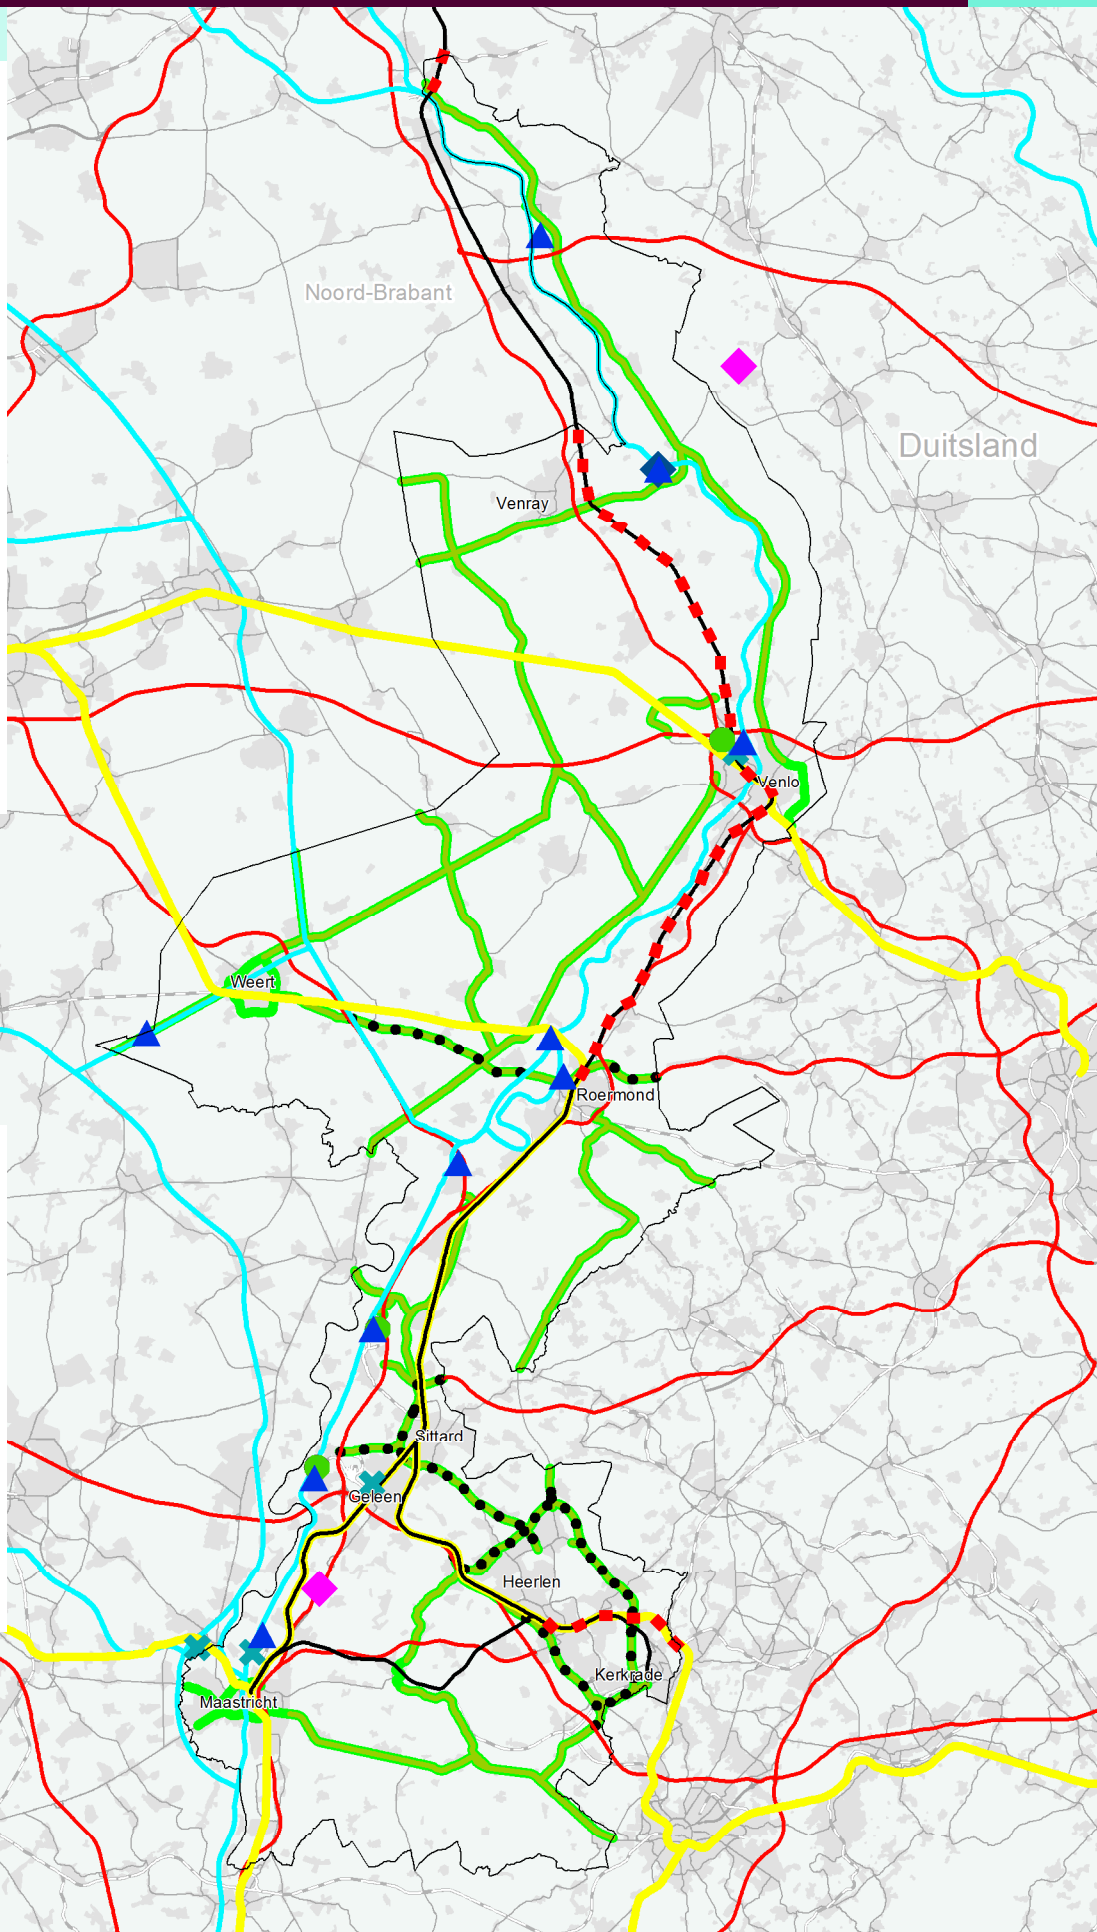 Noord-Brabant
Duitsland
Venray
Venlo
Weert
Roermond
Sittard
Geleen
Heerlen
Kerkrade
Maastricht